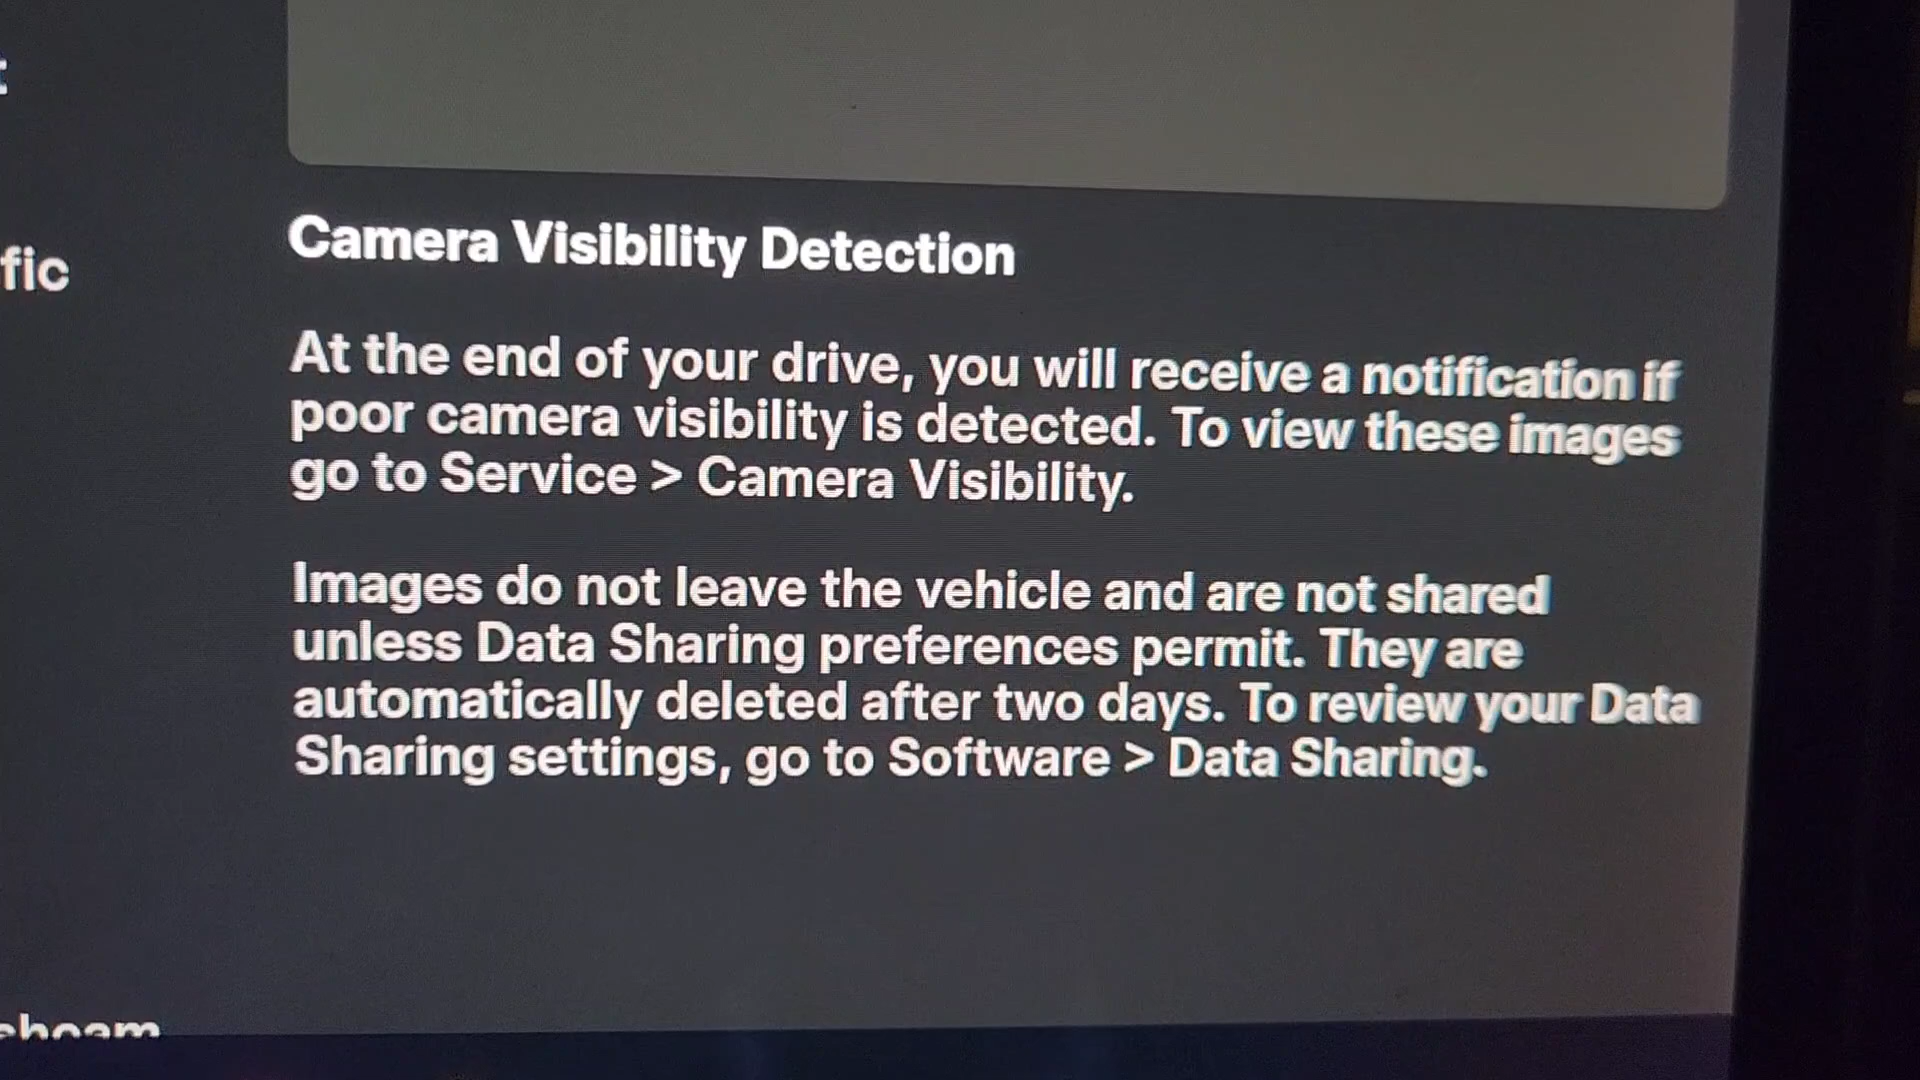 fic
Camera Visibility Detection
At the end of your drive, you will receive a notification if
poor camera visibility is detected. To view these images
go to Service > Camera Visibility.
Images do not leave the vehicle and are not shared
unless Data Sharing preferences permit. They are
automatically deleted after two days. To review your Data
Sharing settings, go to Software > Data Sharing.